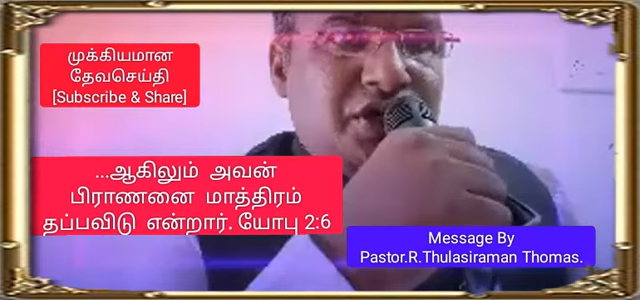 முக்கியமான
தேவசெய்தி
[Subscribe & Share]
...ஆகிலும் அவன்
பிராணனை மாத்திரம்
தப்பவிடு என்றார். யோபு 2:6
Message By
Pastor.R.Thulasiraman Thomas.